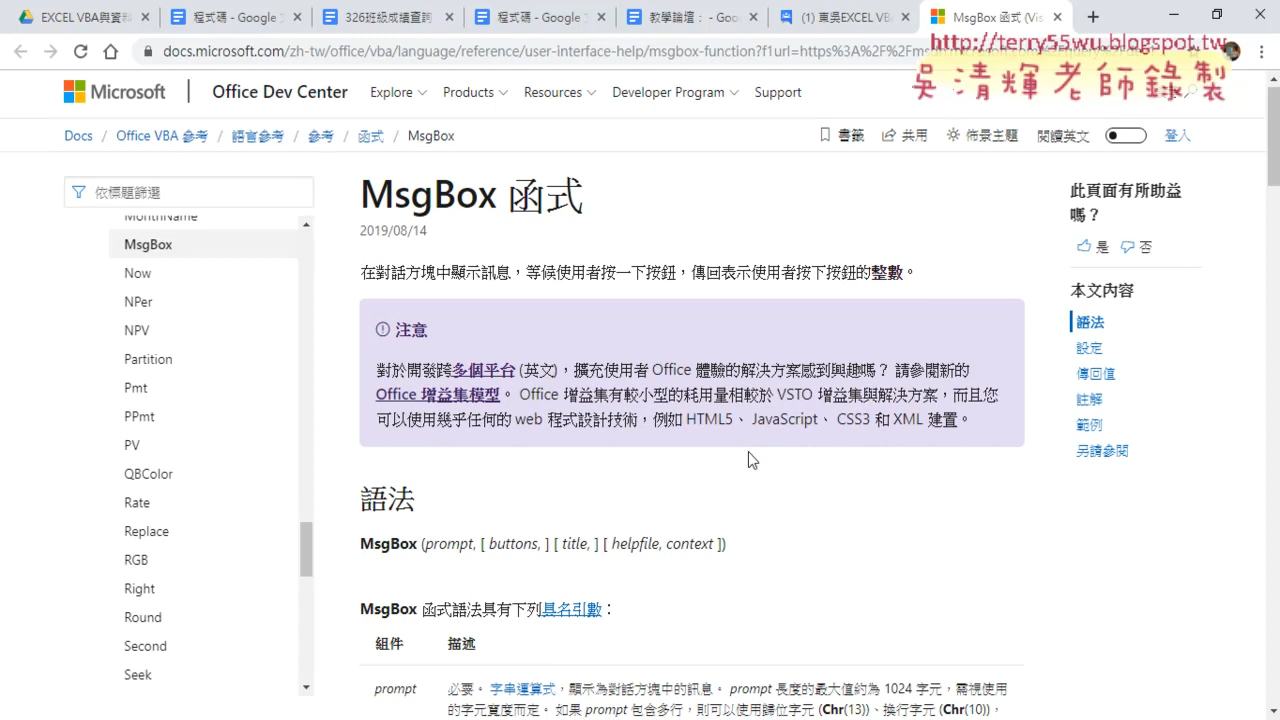 EXCEL VBA與資料
程式碼 - Google
326班級成績查詢
程式碼 - Google
教學論壇： - Goo
(1) 東吳EXCEL VB
MsgBox 函式 (Vis
docs.microsoft.com/zh-tw/office/vba/language/reference/user-interface-help/msgbox-function?f1url=https%3A%2F%2Fm
http://terry55wu.blogspot.tw
吳清輝老師錄製
Microsoft
Office Dev Center
Explore
Products
Resources
Developer Program
Support
Docs / Office VBA 參考 / 語言參考 / 參考 / 函式 / MsgBox
書籤
共用
佈景主題
閱讀英文
登入
依標題篩選
MonthName
MsgBox
Now
NPer
NPV
Partition
Pmt
PPmt
PV
QBColor
Rate
Replace
RGB
Right
Round
Second
Seek
MsgBox 函式
2019/08/14
在對話方塊中顯示訊息，等候使用者按一下按鈕，傳回表示使用者按下按鈕的整數。
注意
對於開發跨多個平台 (英文)，擴充使用者 Office 體驗的解決方案感到興趣嗎？ 請參閱新的
Office 增益集模型。 Office 增益集有較小型的耗用量相較於 VSTO 增益集與解決方案，而且您
可以使用幾乎任何的 web 程式設計技術，例如 HTML5、 JavaScript、 CSS3 和 XML 建置。
語法
MsgBox (prompt, [ buttons, ] [ title, ] [ helpfile, context ])
MsgBox 函式語法具有下列具名引數：
組件 描述
prompt 必要。 字串運算式，顯示為對話方塊中的訊息。 prompt 長度的最大值約為 1024 字元，需視使用
的字元寬度而定。 如果 prompt 包含多行，則可以使用歸位字元 (Chr(13))、換行字元 (Chr(10))，
此頁面有所助益
嗎？
是 否
本文內容
語法
設定
傳回值
註解
範例
另請參閱